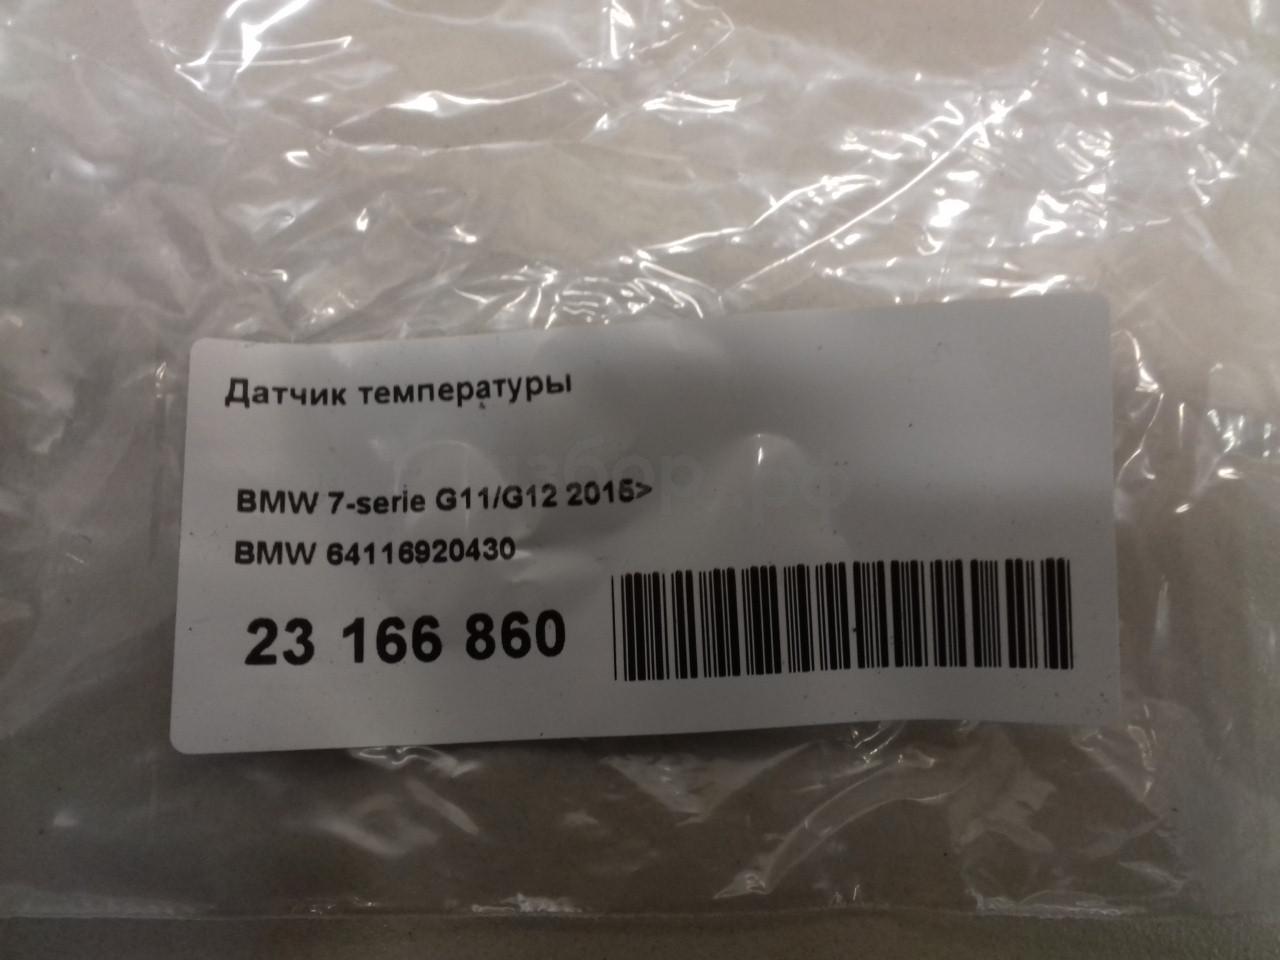 Датчик температуры
BMW 7-serie G11/G12 2015>
BMW 64116920430
23 166 860